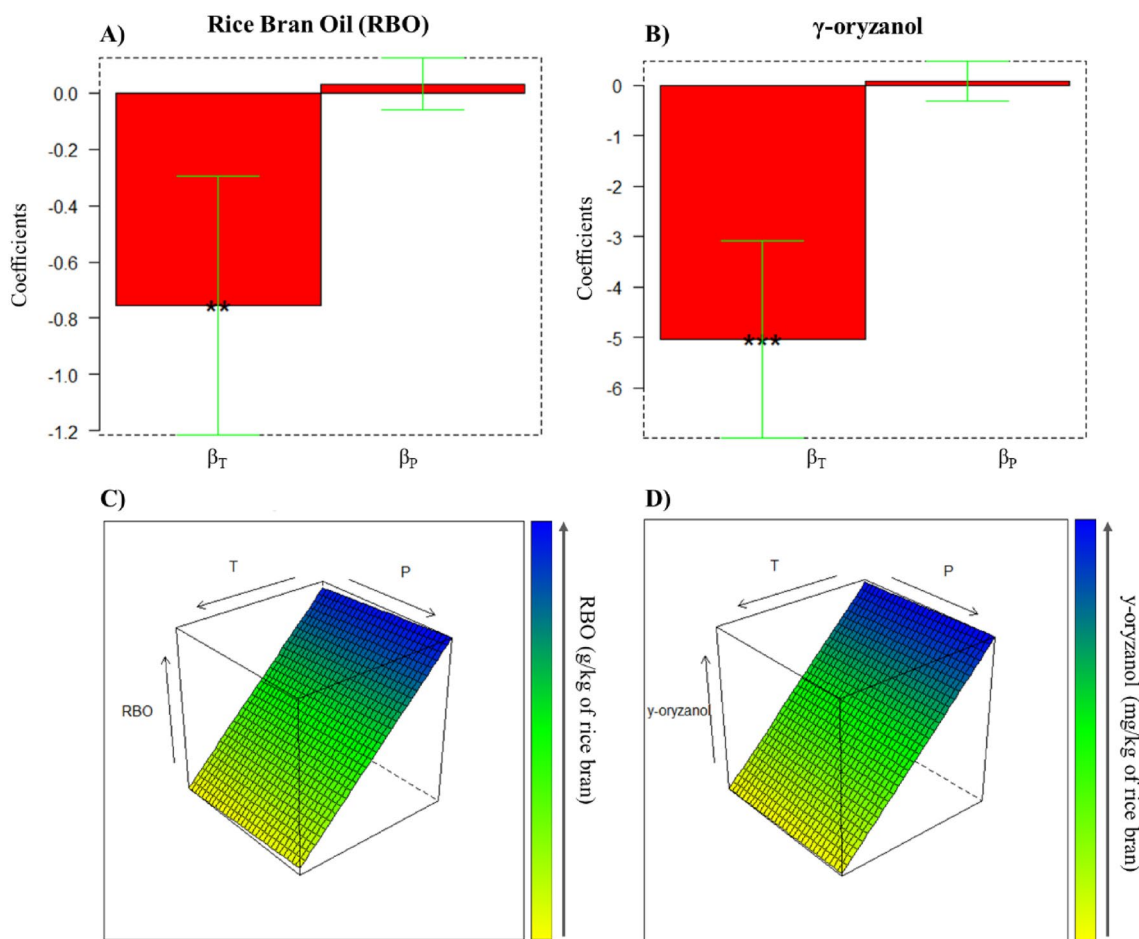 A) Rice Bran Oil (RBO)
0.0
-0.2
-0.4
-0.6
-0.8
-1.0
-1.2
Coefficients
**
βT
βP
B) γ-oryzanol
0
-1
-2
-3
-4
-5
-6
Coefficients
***
βT
βP
C)
T
P
RBO
RBO (g/kg of rice bran)
D)
T
P
y-oryzanol
y-oryzanol (mg/kg of rice bran)